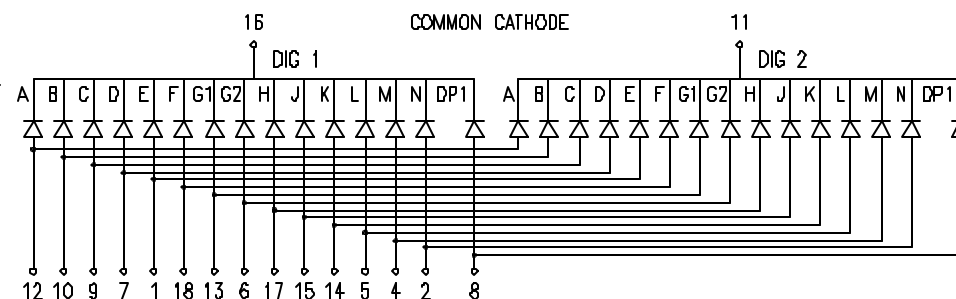 16 COMMON CATHODE 11
DIG 1 DIG 2
A B C D E F G1 G2 H J K L M N DP1 A B C D E F G1 G2 H J K L M N DP1
12 10 9 7 1 18 13 6 17 15 14 5 4 2 8